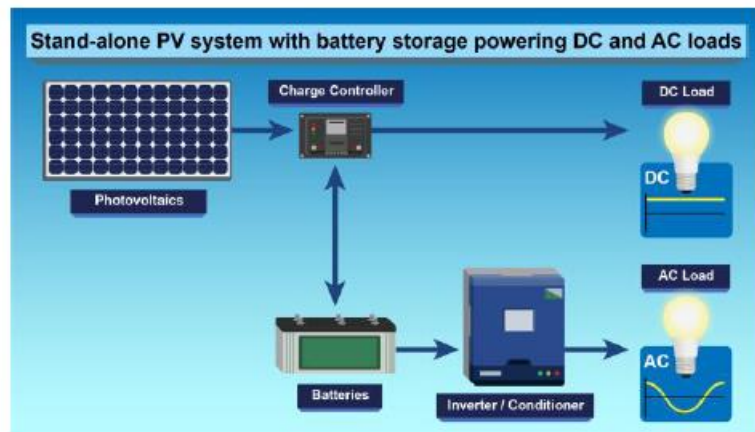 Stand-alone PV system with battery storage powering DC and AC loads
Charge Controller
DC Load
DC
Photovoltaics
AC Load
AC
Batteries
Inverter / Conditioner